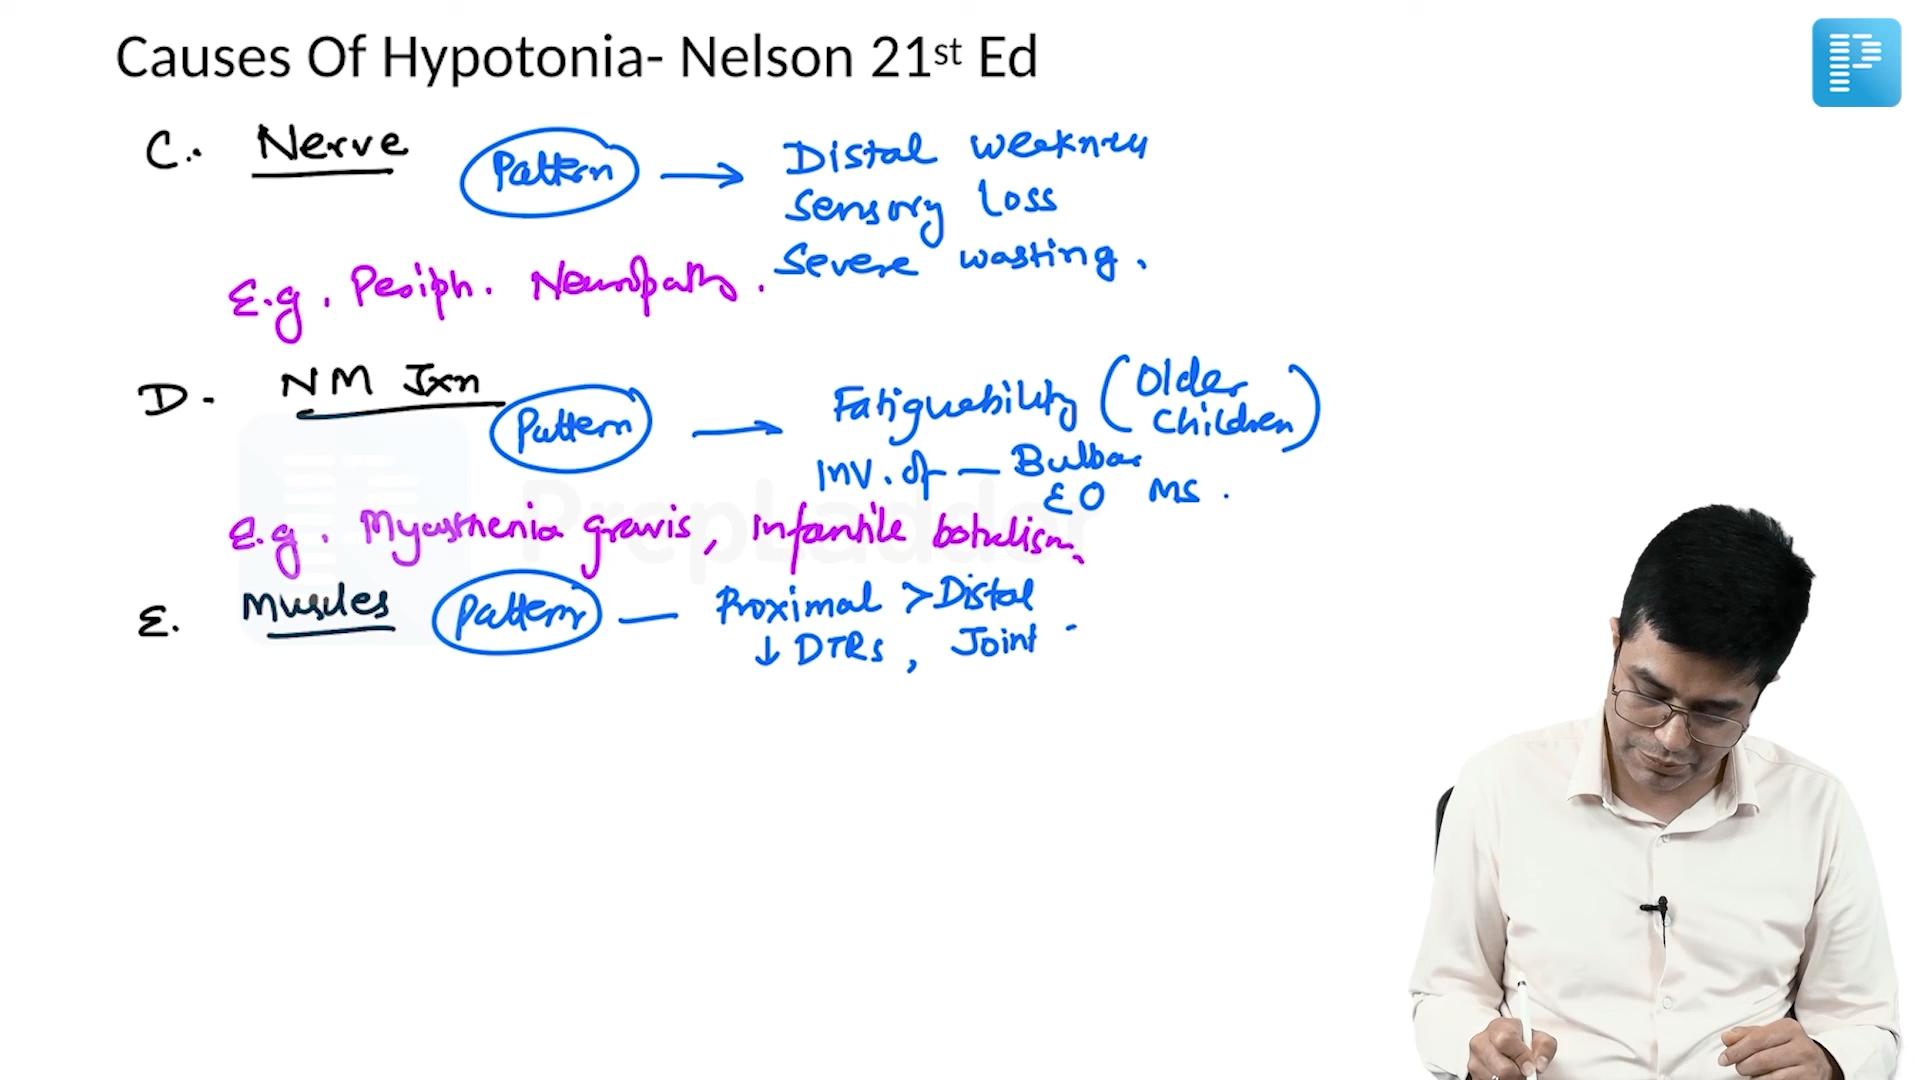 Causes Of Hypotonia- Nelson 21st Ed
C. Nerve Pattern → Distal weakness
Sensory Loss
Severe wasting.
E.g. Periph. Neuropathy.
D. NM Jxn Pattern → Fatiguability (Older Children)
Inv. of — Bulbar
EO MS.
E.g. Myasthenia gravis, Infantile botulism
E. Muscles Pattern — Proximal > Distal
↓ DTRs, Joint
PrepLadder